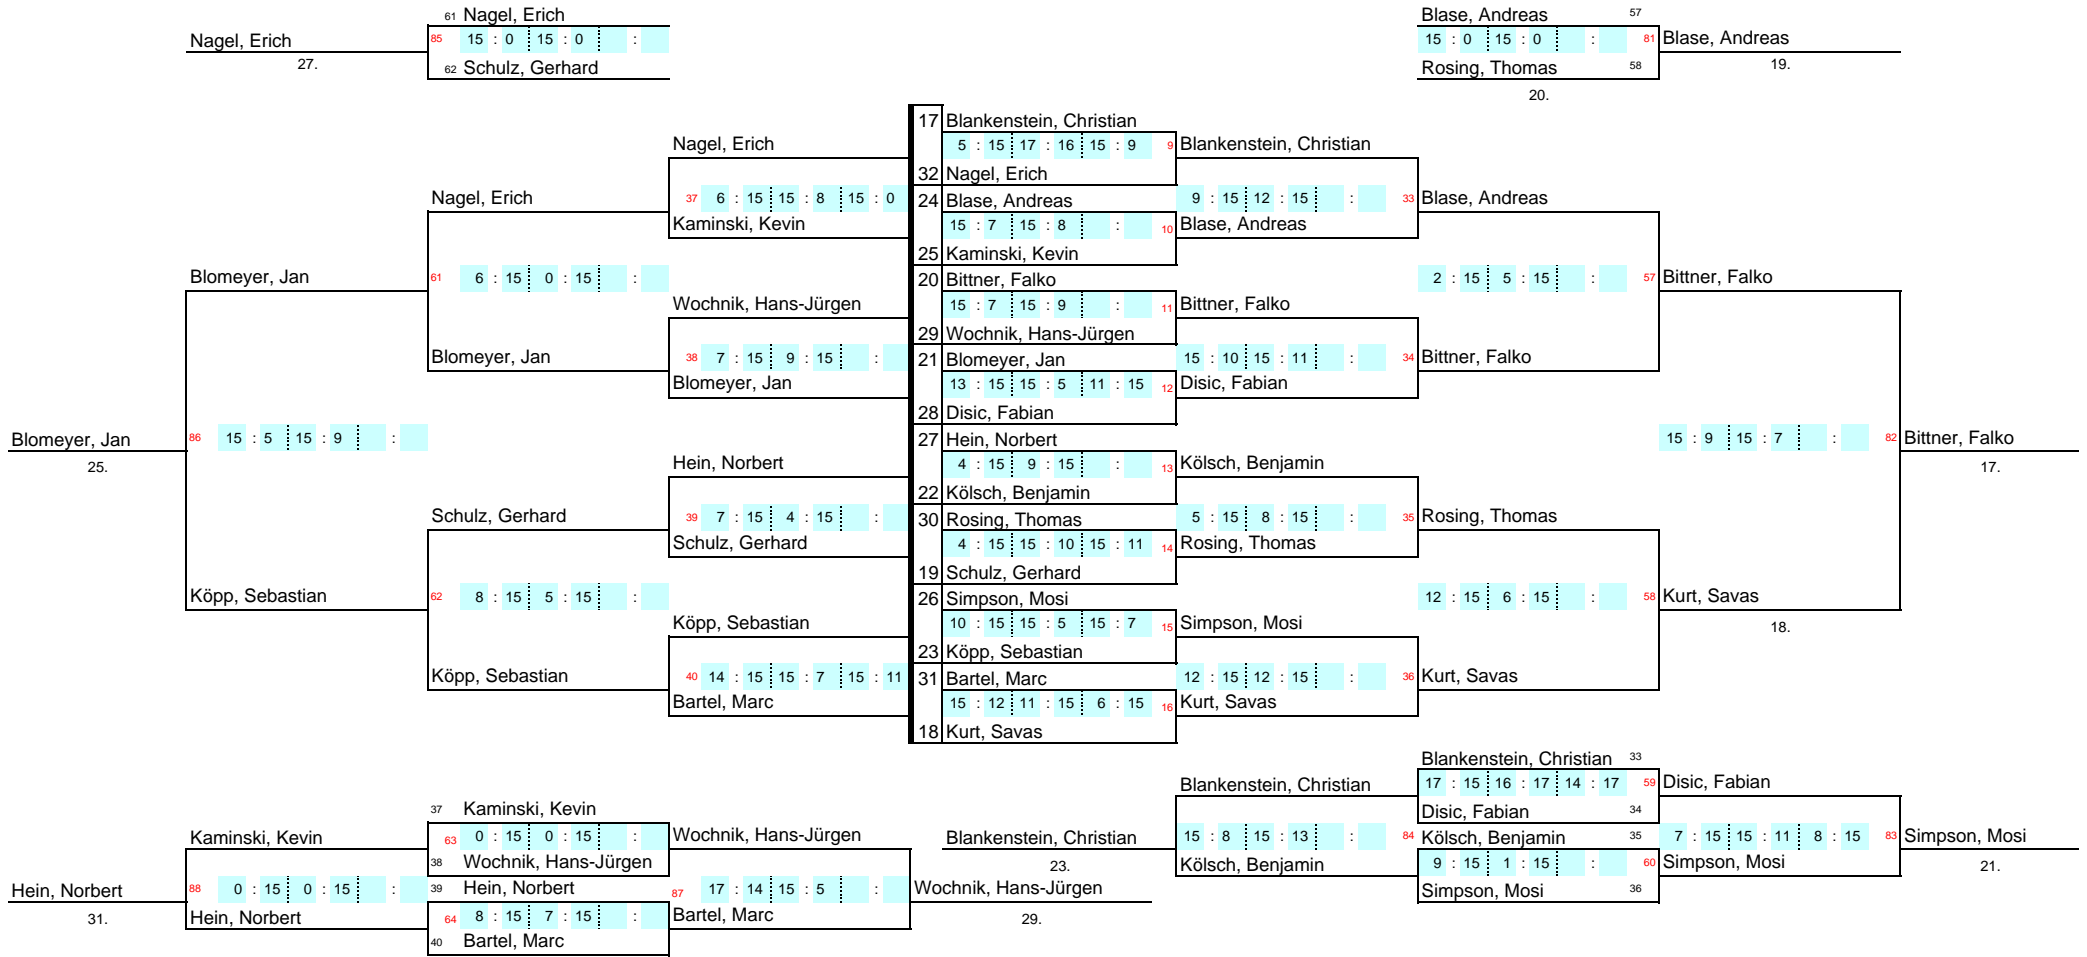 61 Nagel, Erich
Blase, Andreas 57
Nagel, Erich 85 15 : 0 15 : 0 :
15 : 0 15 : 0 : 81 Blase, Andreas
27.
62 Schulz, Gerhard
Rosing, Thomas 58
19.
20.
17 Blankenstein, Christian
Nagel, Erich
5 : 15 17 : 16 15 : 9 9 Blankenstein, Christian
32 Nagel, Erich
Nagel, Erich
37 6 : 15 15 : 8 15 : 0
24 Blase, Andreas
9 : 15 12 : 15 : 33 Blase, Andreas
Kaminski, Kevin
15 : 7 15 : 8 : 10 Blase, Andreas
25 Kaminski, Kevin
Blomeyer, Jan
61 6 : 15 0 : 15 :
20 Bittner, Falko
2 : 15 5 : 15 : 57 Bittner, Falko
Wochnik, Hans-Jürgen
15 : 7 15 : 9 : 11 Bittner, Falko
29 Wochnik, Hans-Jürgen
Blomeyer, Jan
38 7 : 15 9 : 15 :
21 Blomeyer, Jan
15 : 10 15 : 11 : 34 Bittner, Falko
Blomeyer, Jan
13 : 15 15 : 5 11 : 15 12 Disic, Fabian
28 Disic, Fabian
Blomeyer, Jan
86 15 : 5 15 : 9 :
27 Hein, Norbert
15 : 9 15 : 7 : 82 Bittner, Falko
25.
Hein, Norbert
4 : 15 9 : 15 : 13 Kölsch, Benjamin
17.
22 Kölsch, Benjamin
Schulz, Gerhard
39 7 : 15 4 : 15 :
30 Rosing, Thomas
5 : 15 8 : 15 : 35 Rosing, Thomas
Schulz, Gerhard
4 : 15 15 : 10 15 : 11 14 Rosing, Thomas
19 Schulz, Gerhard
Köpp, Sebastian
62 8 : 15 5 : 15 :
26 Simpson, Mosi
12 : 15 6 : 15 : 58 Kurt, Savas
Köpp, Sebastian
10 : 15 15 : 5 15 : 7 15 Simpson, Mosi
18.
23 Köpp, Sebastian
Köpp, Sebastian
40 14 : 15 15 : 7 15 : 11
31 Bartel, Marc
12 : 15 12 : 15 : 36 Kurt, Savas
Bartel, Marc
15 : 12 11 : 15 6 : 15 16 Kurt, Savas
18 Kurt, Savas
Blankenstein, Christian 33
Blankenstein, Christian
17 : 15 16 : 17 14 : 17 59 Disic, Fabian
37 Kaminski, Kevin
Disic, Fabian 34
Kaminski, Kevin
63 0 : 15 0 : 15 :
Wochnik, Hans-Jürgen
Blankenstein, Christian
15 : 8 15 : 13 : 84 Kölsch, Benjamin 35
7 : 15 15 : 11 8 : 15 83 Simpson, Mosi
38 Wochnik, Hans-Jürgen
23.
Kölsch, Benjamin
9 : 15 1 : 15 : 60 Simpson, Mosi
21.
Hein, Norbert
88 0 : 15 0 : 15 :
39 Hein, Norbert
87 17 : 14 15 : 5 :
Wochnik, Hans-Jürgen
Simpson, Mosi 36
31.
Hein, Norbert
64 8 : 15 7 : 15 :
Bartel, Marc
29.
40 Bartel, Marc